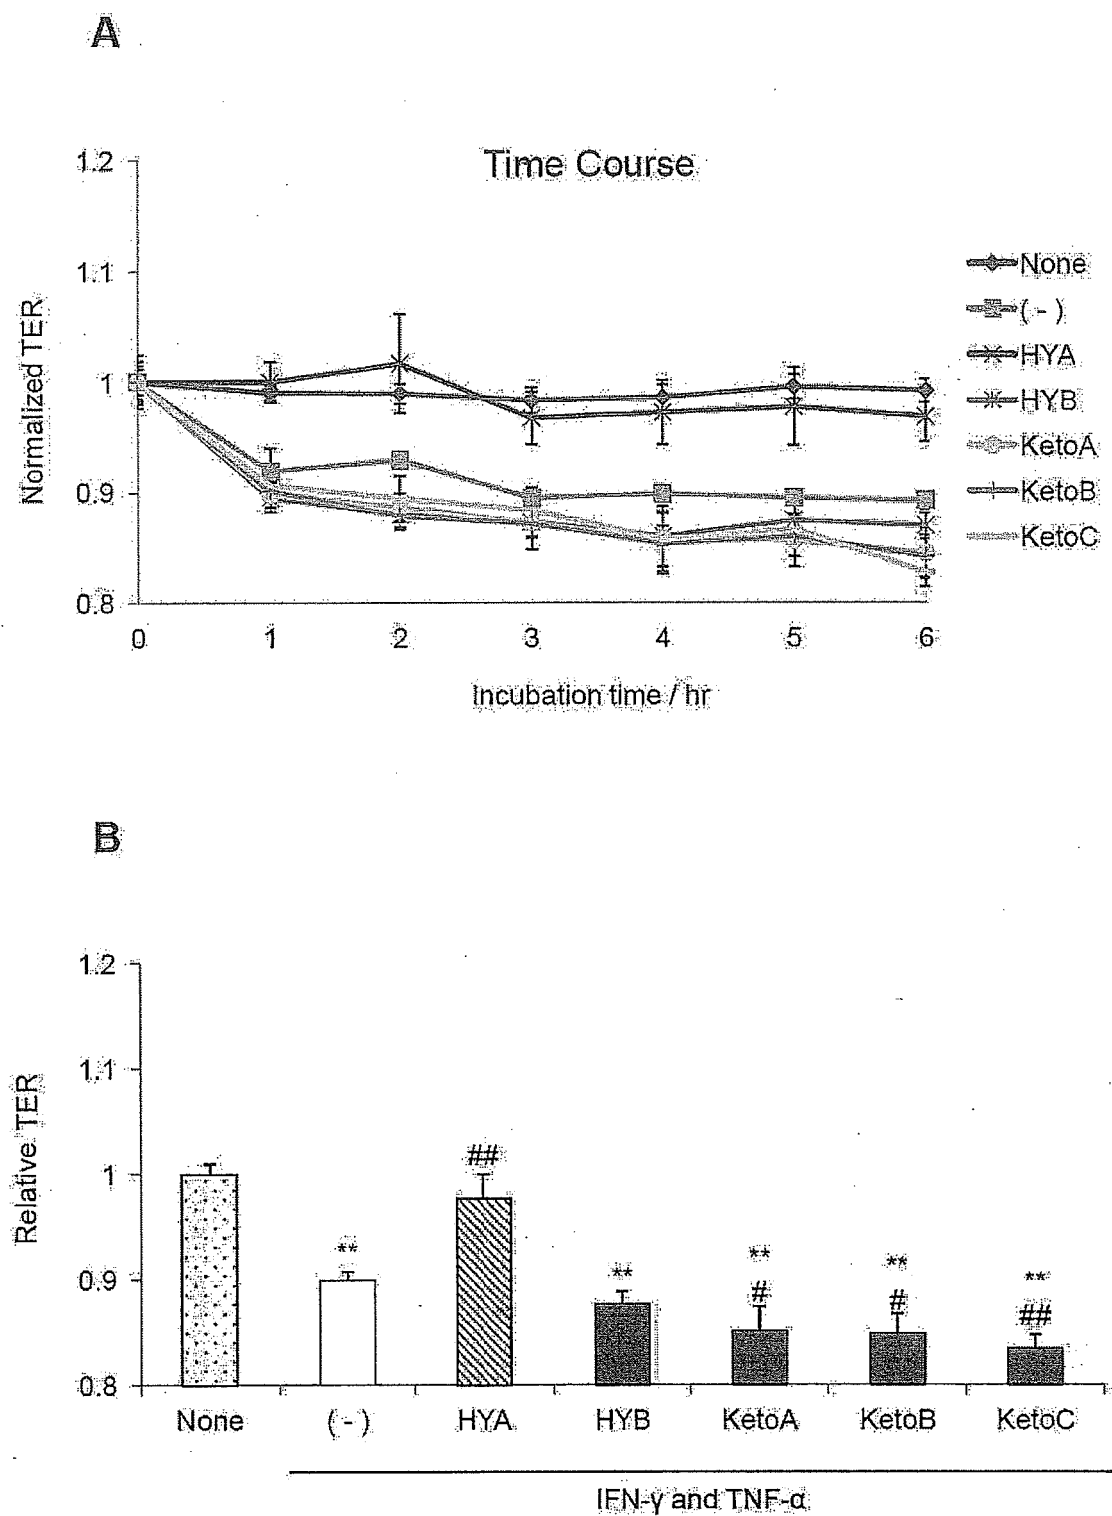 A
Time Course
1.2
1.1
1
0.9
0.8
Normalized TER
0
1
2
3
4
5
6
Incubation time / hr
None
( - )
HYA
HYB
KetoA
KetoB
KetoC
B
1.2
1.1
1
0.9
0.8
Relative TER
**
##
**
**
#
**
#
**
##
None
( - )
HYA
HYB
KetoA
KetoB
KetoC
IFN-γ and TNF-α